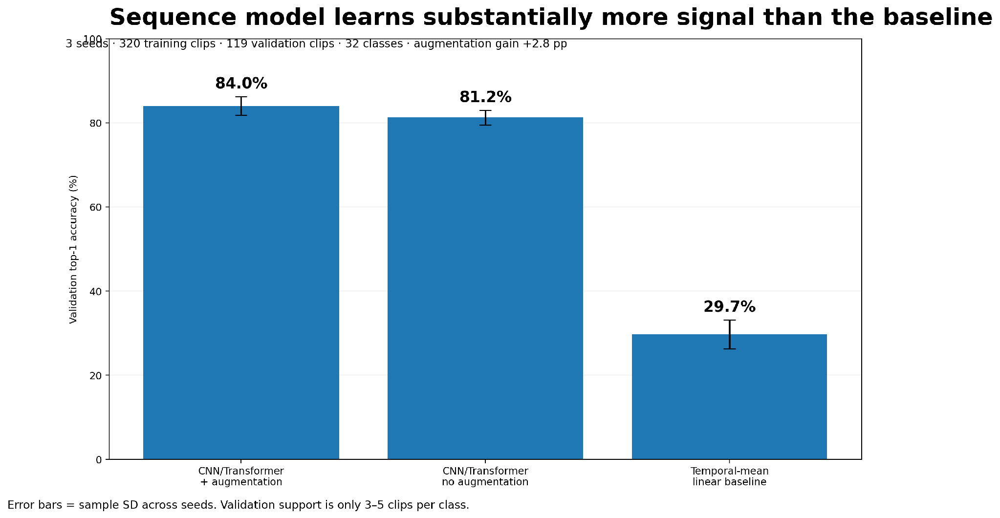 Sequence model learns substantially more signal than the baseline
3 seeds · 320 training clips · 119 validation clips · 32 classes · augmentation gain +2.8 pp
Validation top-1 accuracy (%)
100
80
60
40
20
0
84.0%
81.2%
29.7%
CNN/Transformer
+ augmentation
CNN/Transformer
no augmentation
Temporal-mean
linear baseline
Error bars = sample SD across seeds. Validation support is only 3–5 clips per class.